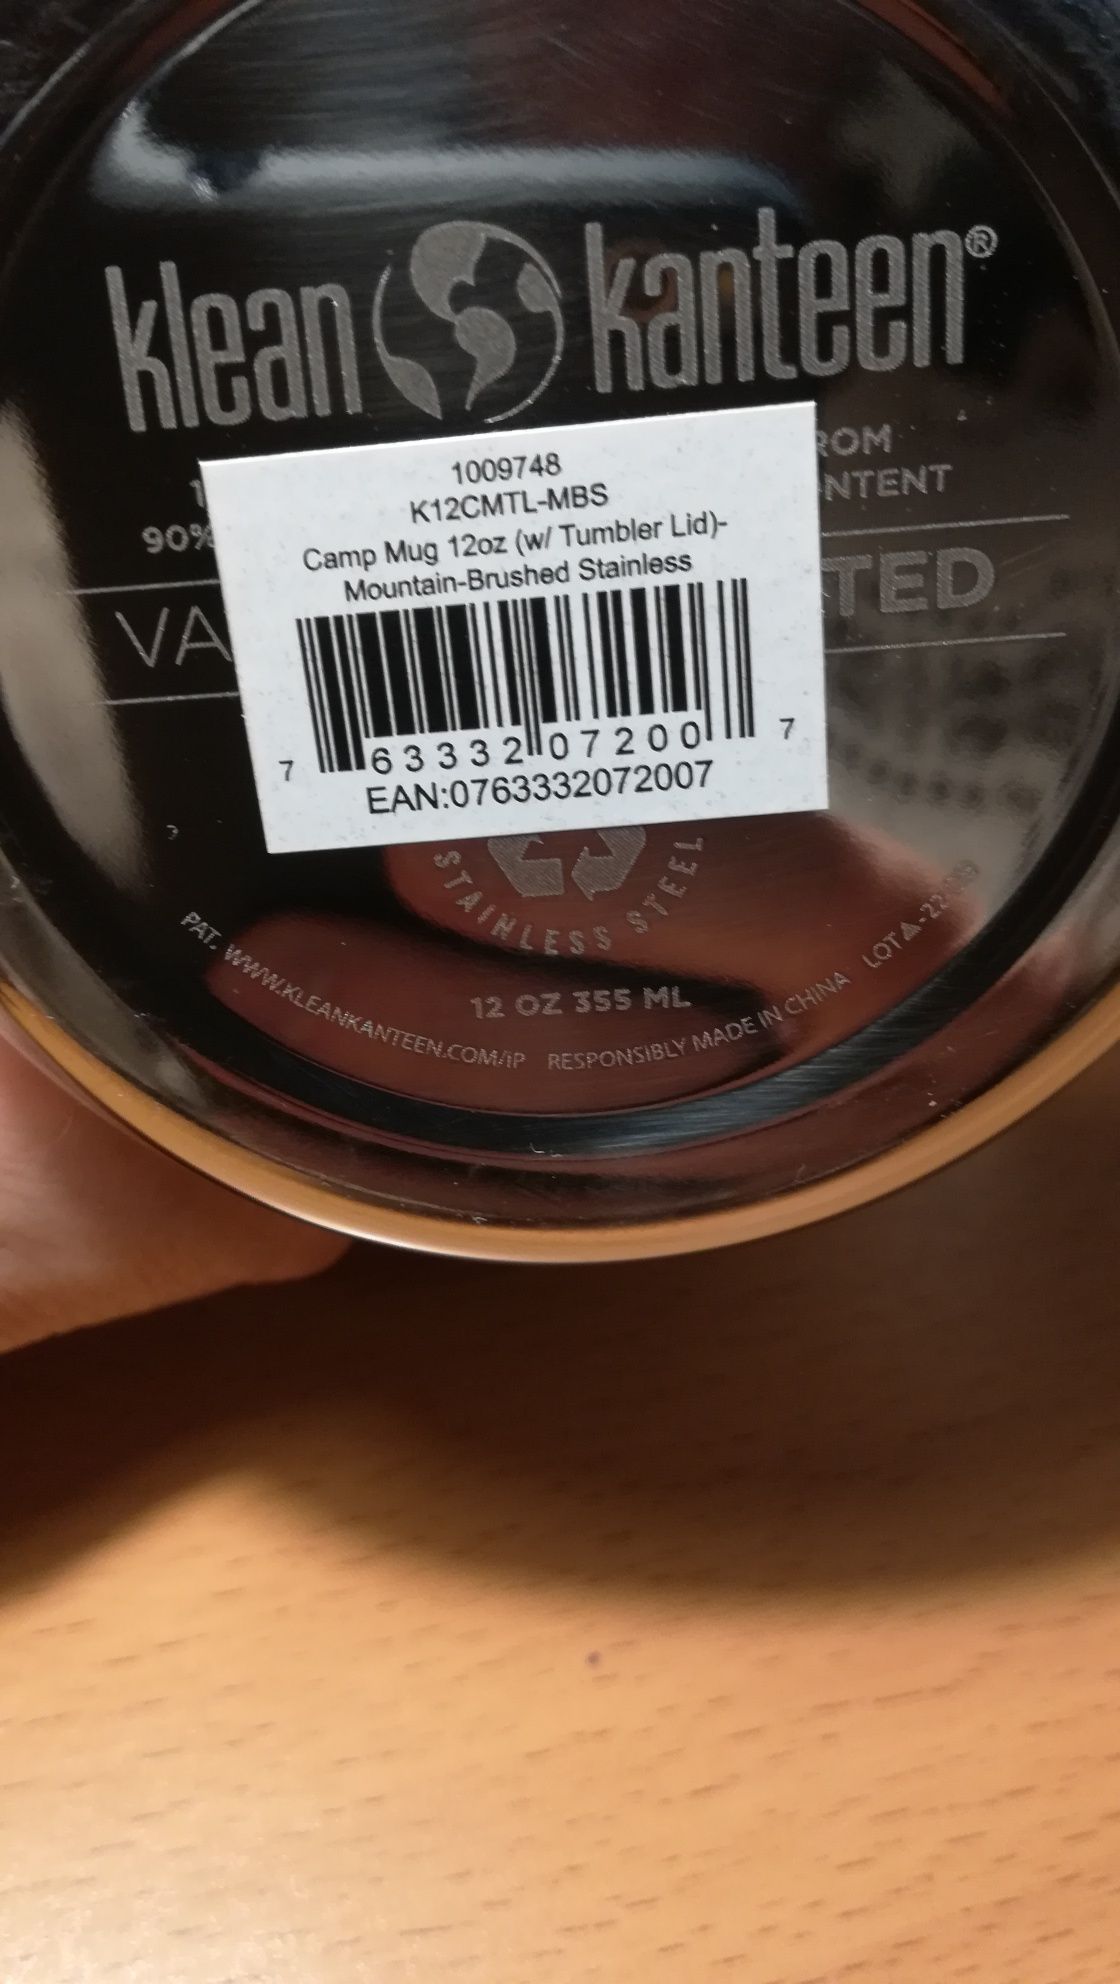 klean kanteen®
1009748
K12CMTL-MBS
Camp Mug 12oz (w/ Tumbler Lid)-
Mountain-Brushed Stainless
7 63332 07200 7
EAN:0763332072007
ROM
90% NTENT
VA TED
STAINLESS STEEL
12 OZ 355 ML
PAT. WWW.KLEANKANTEEN.COM/IP RESPONSIBLY MADE IN CHINA LOT